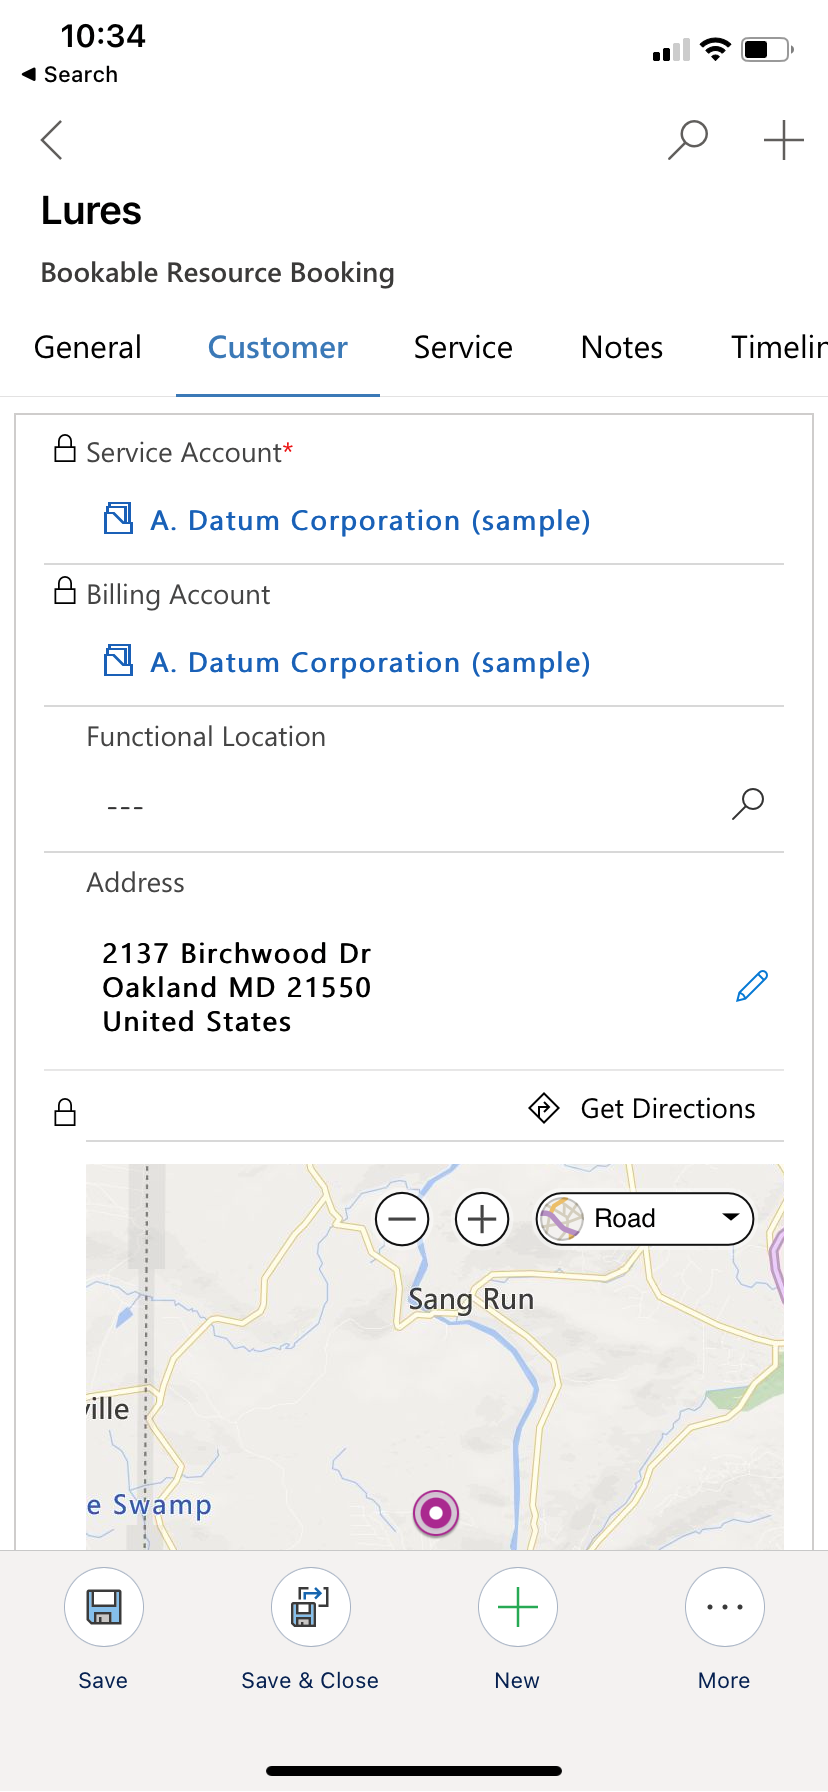 10:34
Search
Lures
Bookable Resource Booking
General Customer Service Notes Timelin
Service Account*
A. Datum Corporation (sample)
Billing Account
A. Datum Corporation (sample)
Functional Location
---
Address
2137 Birchwood Dr
Oakland MD 21550
United States
Get Directions
Road
Sang Run
ville
e Swamp
Save Save & Close New More